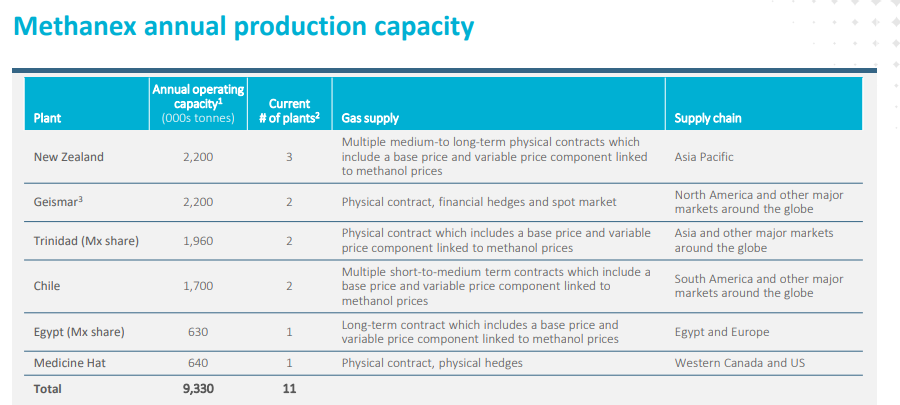 Methanex annual production capacity
Plant
Annual operating
capacity1
(000s tonnes)
Current
# of plants2
Gas supply
Supply chain
New Zealand
2,200
3
Multiple medium-to long-term physical contracts which
include a base price and variable price component linked
to methanol prices
Asia Pacific
Geismar3
2,200
2
Physical contract, financial hedges and spot market
North America and other major
markets around the globe
Trinidad (Mx share)
1,960
2
Physical contract which includes a base price and variable
price component linked to methanol prices
Asia and other major markets
around the globe
Chile
1,700
2
Multiple short-to-medium term contracts which include a
base price and variable price component linked to
methanol prices
South America and other major
markets around the globe
Egypt (Mx share)
630
1
Long-term contract which includes a base price and
variable price component linked to methanol prices
Egypt and Europe
Medicine Hat
640
1
Physical contract, physical hedges
Western Canada and US
Total
9,330
11